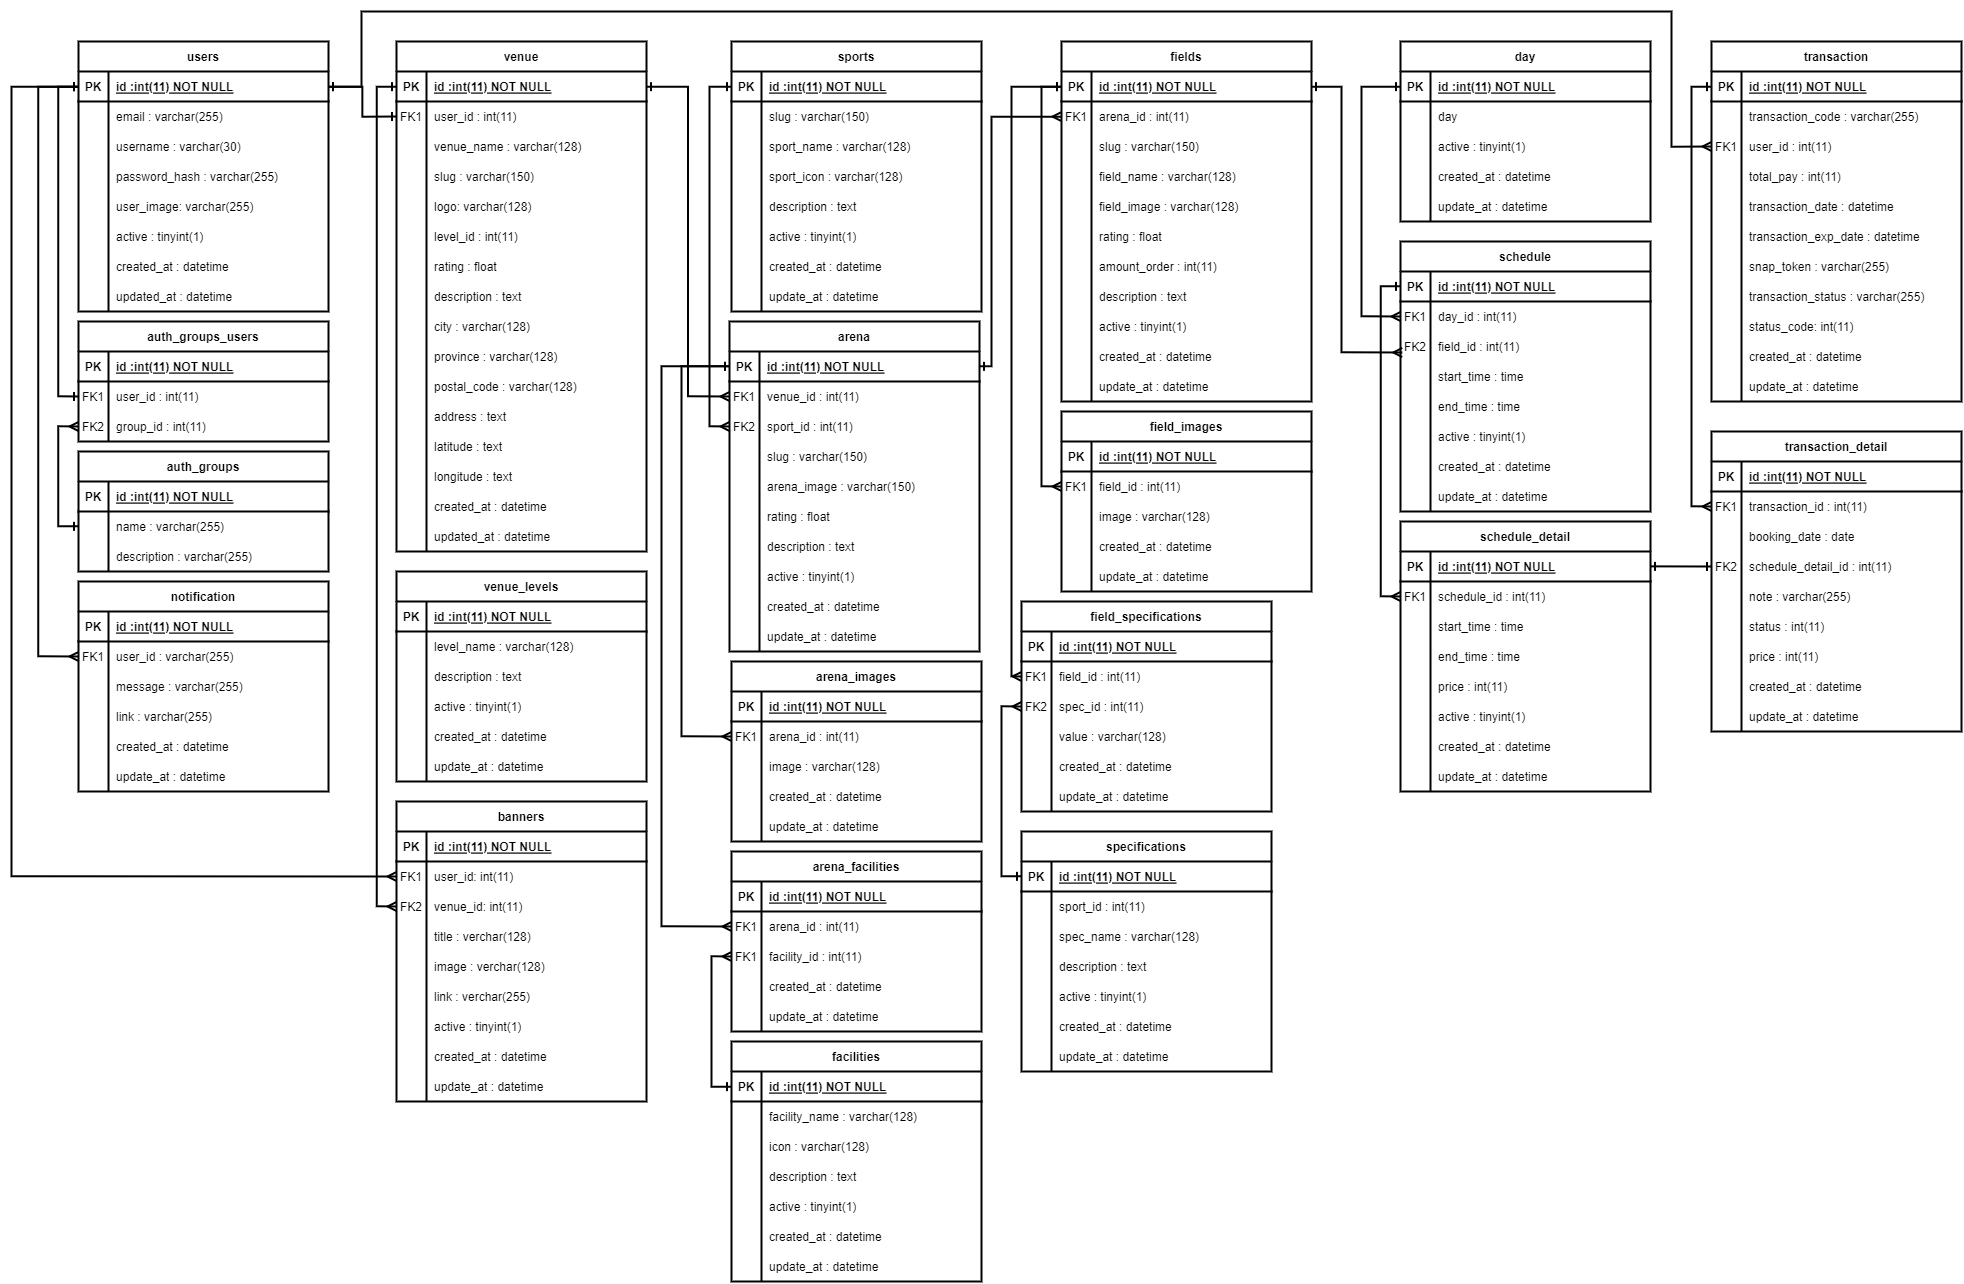 users
PK id :int(11) NOT NULL
email : varchar(255)
username : varchar(30)
password_hash : varchar(255)
user_image: varchar(255)
active : tinyint(1)
created_at : datetime
updated_at : datetime
auth_groups_users
PK id :int(11) NOT NULL
FK1 user_id : int(11)
FK2 group_id : int(11)
auth_groups
PK id :int(11) NOT NULL
name : varchar(255)
description : varchar(255)
notification
PK id :int(11) NOT NULL
FK1 user_id : varchar(255)
message : varchar(255)
link : varchar(255)
created_at : datetime
update_at : datetime
venue
PK id :int(11) NOT NULL
FK1 user_id : int(11)
venue_name : varchar(128)
slug : varchar(150)
logo: varchar(128)
level_id : int(11)
rating : float
description : text
city : varchar(128)
province : varchar(128)
postal_code : varchar(128)
address : text
latitude : text
longitude : text
created_at : datetime
updated_at : datetime
venue_levels
PK id :int(11) NOT NULL
level_name : varchar(128)
description : text
active : tinyint(1)
created_at : datetime
update_at : datetime
banners
PK id :int(11) NOT NULL
FK1 user_id: int(11)
FK2 venue_id: int(11)
title : verchar(128)
image : verchar(128)
link : verchar(255)
active : tinyint(1)
created_at : datetime
update_at : datetime
sports
PK id :int(11) NOT NULL
slug : varchar(150)
sport_name : varchar(128)
sport_icon : varchar(128)
description : text
active : tinyint(1)
created_at : datetime
update_at : datetime
arena
PK id :int(11) NOT NULL
FK1 venue_id : int(11)
FK2 sport_id : int(11)
slug : varchar(150)
arena_image : varchar(150)
rating : float
description : text
active : tinyint(1)
created_at : datetime
update_at : datetime
arena_images
PK id :int(11) NOT NULL
FK1 arena_id : int(11)
image : varchar(128)
created_at : datetime
update_at : datetime
arena_facilities
PK id :int(11) NOT NULL
FK1 arena_id : int(11)
FK1 facility_id : int(11)
created_at : datetime
update_at : datetime
facilities
PK id :int(11) NOT NULL
facility_name : varchar(128)
icon : varchar(128)
description : text
active : tinyint(1)
created_at : datetime
update_at : datetime
fields
PK id :int(11) NOT NULL
FK1 arena_id : int(11)
slug : varchar(150)
field_name : varchar(128)
field_image : varchar(128)
rating : float
amount_order : int(11)
description : text
active : tinyint(1)
created_at : datetime
update_at : datetime
field_images
PK id :int(11) NOT NULL
FK1 field_id : int(11)
image : varchar(128)
created_at : datetime
update_at : datetime
field_specifications
PK id :int(11) NOT NULL
FK1 field_id : int(11)
FK2 spec_id : int(11)
value : varchar(128)
created_at : datetime
update_at : datetime
specifications
PK id :int(11) NOT NULL
sport_id : int(11)
spec_name : varchar(128)
description : text
active : tinyint(1)
created_at : datetime
update_at : datetime
day
PK id :int(11) NOT NULL
day
active : tinyint(1)
created_at : datetime
update_at : datetime
schedule
PK id :int(11) NOT NULL
FK1 day_id : int(11)
FK2 field_id : int(11)
start_time : time
end_time : time
active : tinyint(1)
created_at : datetime
update_at : datetime
schedule_detail
PK id :int(11) NOT NULL
FK1 schedule_id : int(11)
start_time : time
end_time : time
price : int(11)
active : tinyint(1)
created_at : datetime
update_at : datetime
transaction
PK id :int(11) NOT NULL
transaction_code : varchar(255)
FK1 user_id : int(11)
total_pay : int(11)
transaction_date : datetime
transaction_exp_date : datetime
snap_token : varchar(255)
transaction_status : varchar(255)
status_code: int(11)
created_at : datetime
update_at : datetime
transaction_detail
PK id :int(11) NOT NULL
FK1 transaction_id : int(11)
booking_date : date
FK2 schedule_detail_id : int(11)
note : varchar(255)
status : int(11)
price : int(11)
created_at : datetime
update_at : datetime